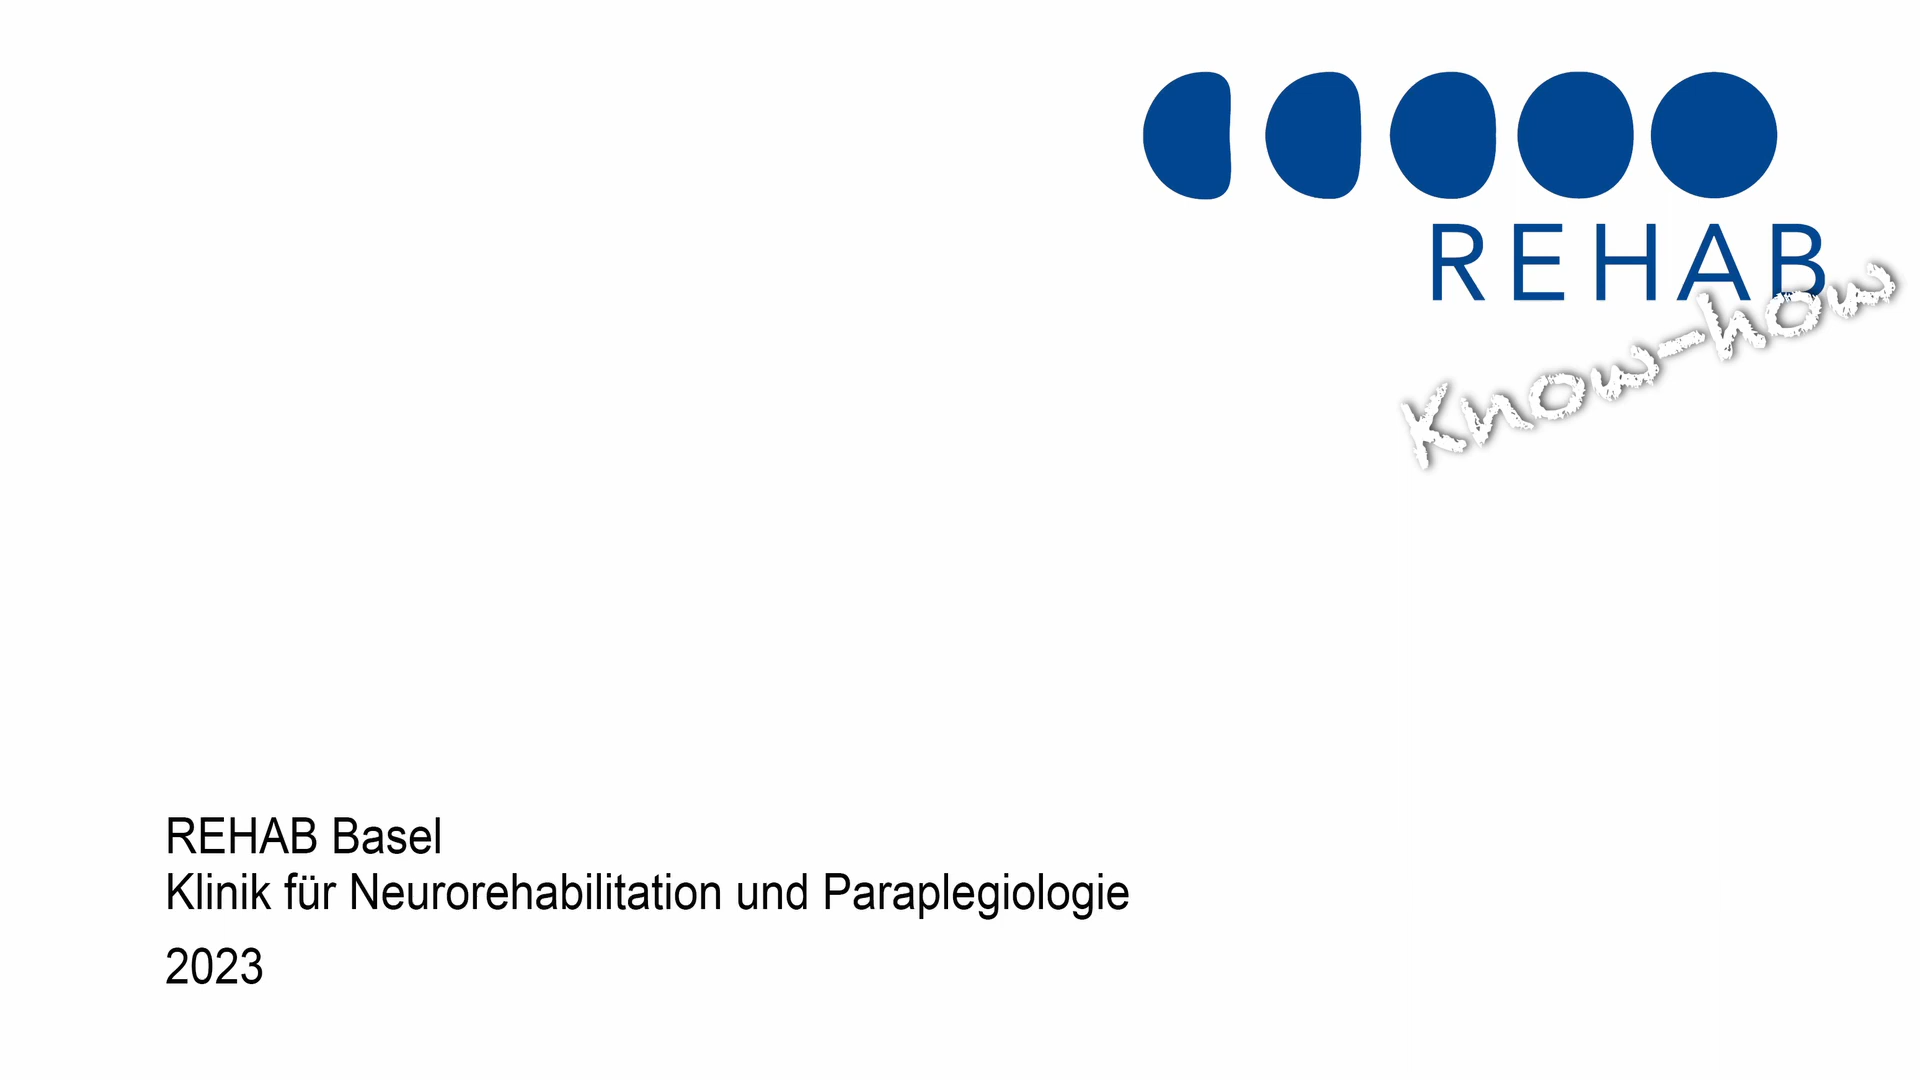 REHAB
Know-how
REHAB Basel
Klinik für Neurorehabilitation und Paraplegiologie
2023